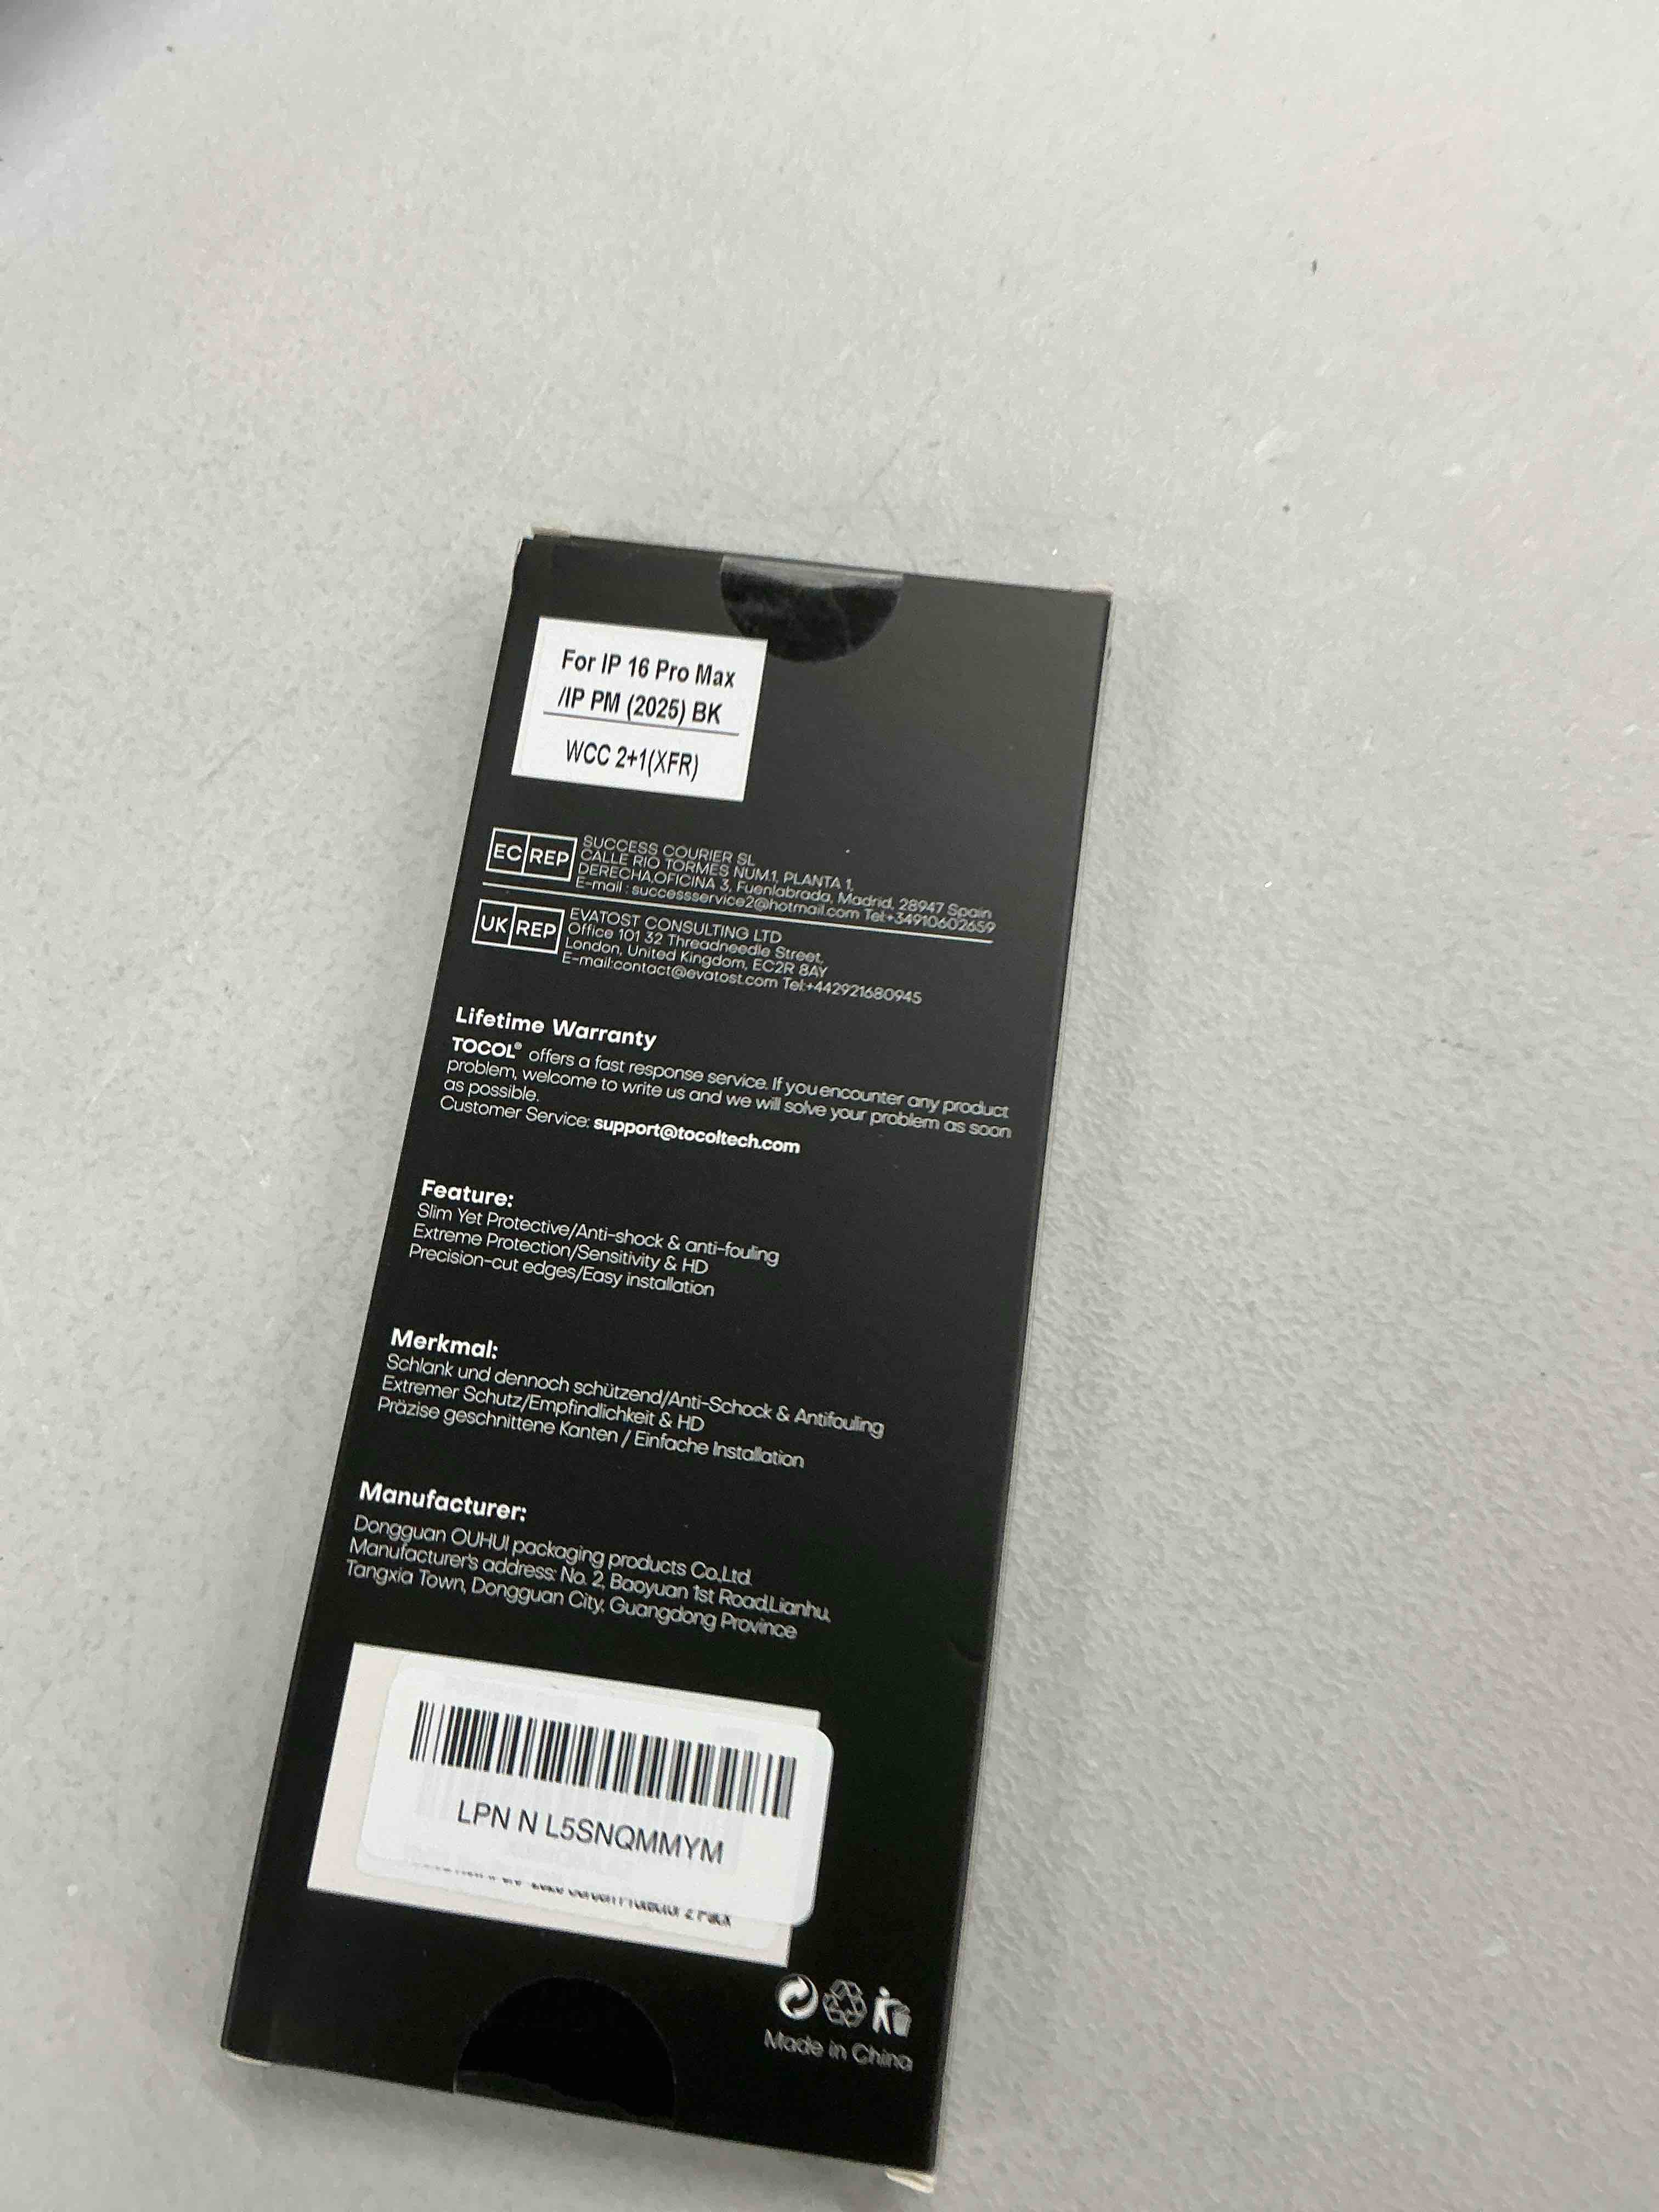 For IP 16 Pro Max
/IP PM (2025) BK
WCC 2+1(XFR)
EC REP
SUCCESS COURIER SL
CALLE RIO TORMES NUM.1, PLANTA 1,
DERECHA,OFICINA 3, Fuenlabrada, Madrid, 28947 Spain
E-mail : successservice2@hotmail.com Tel:+34910602659
UK REP
EVATOST CONSULTING LTD
Office 101 32 Threadneedle Street,
London, United Kingdom, EC2R 8AY
E-mail:contact@evatost.com Tel:+442921680945
Lifetime Warranty
TOCOL® offers a fast response service. If you encounter any product
problem, welcome to write us and we will solve your problem as soon
as possible.
Customer Service: support@tocoltech.com
Feature:
Slim Yet Protective/Anti-shock & anti-fouling
Extreme Protection/Sensitivity & HD
Precision-cut edges/Easy installation
Merkmal:
Schlank und dennoch schützend/Anti-Schock & Antifouling
Extremer Schutz/Empfindlichkeit & HD
Präzise geschnittene Kanten / Einfache Installation
Manufacturer:
Dongguan OUHUI packaging products Co.,Ltd.
Manufacturer's address: No. 2, Baoyuan 1st Road,Lianhu,
Tangxia Town, Dongguan City, Guangdong Province
LPN N L5SNQMMYM
2 Pack
Made in China